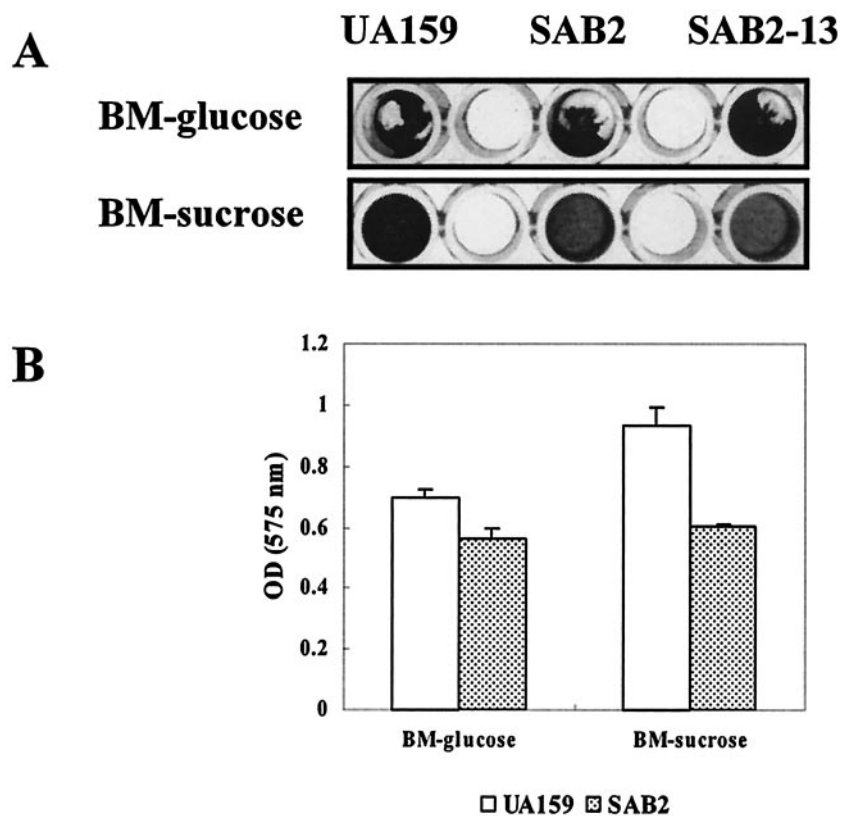 A
UA159 SAB2 SAB2-13
BM-glucose
BM-sucrose
B
1.2
1
0.8
0.6
0.4
0.2
0
OD (575 nm)
BM-glucose BM-sucrose
UA159 SAB2